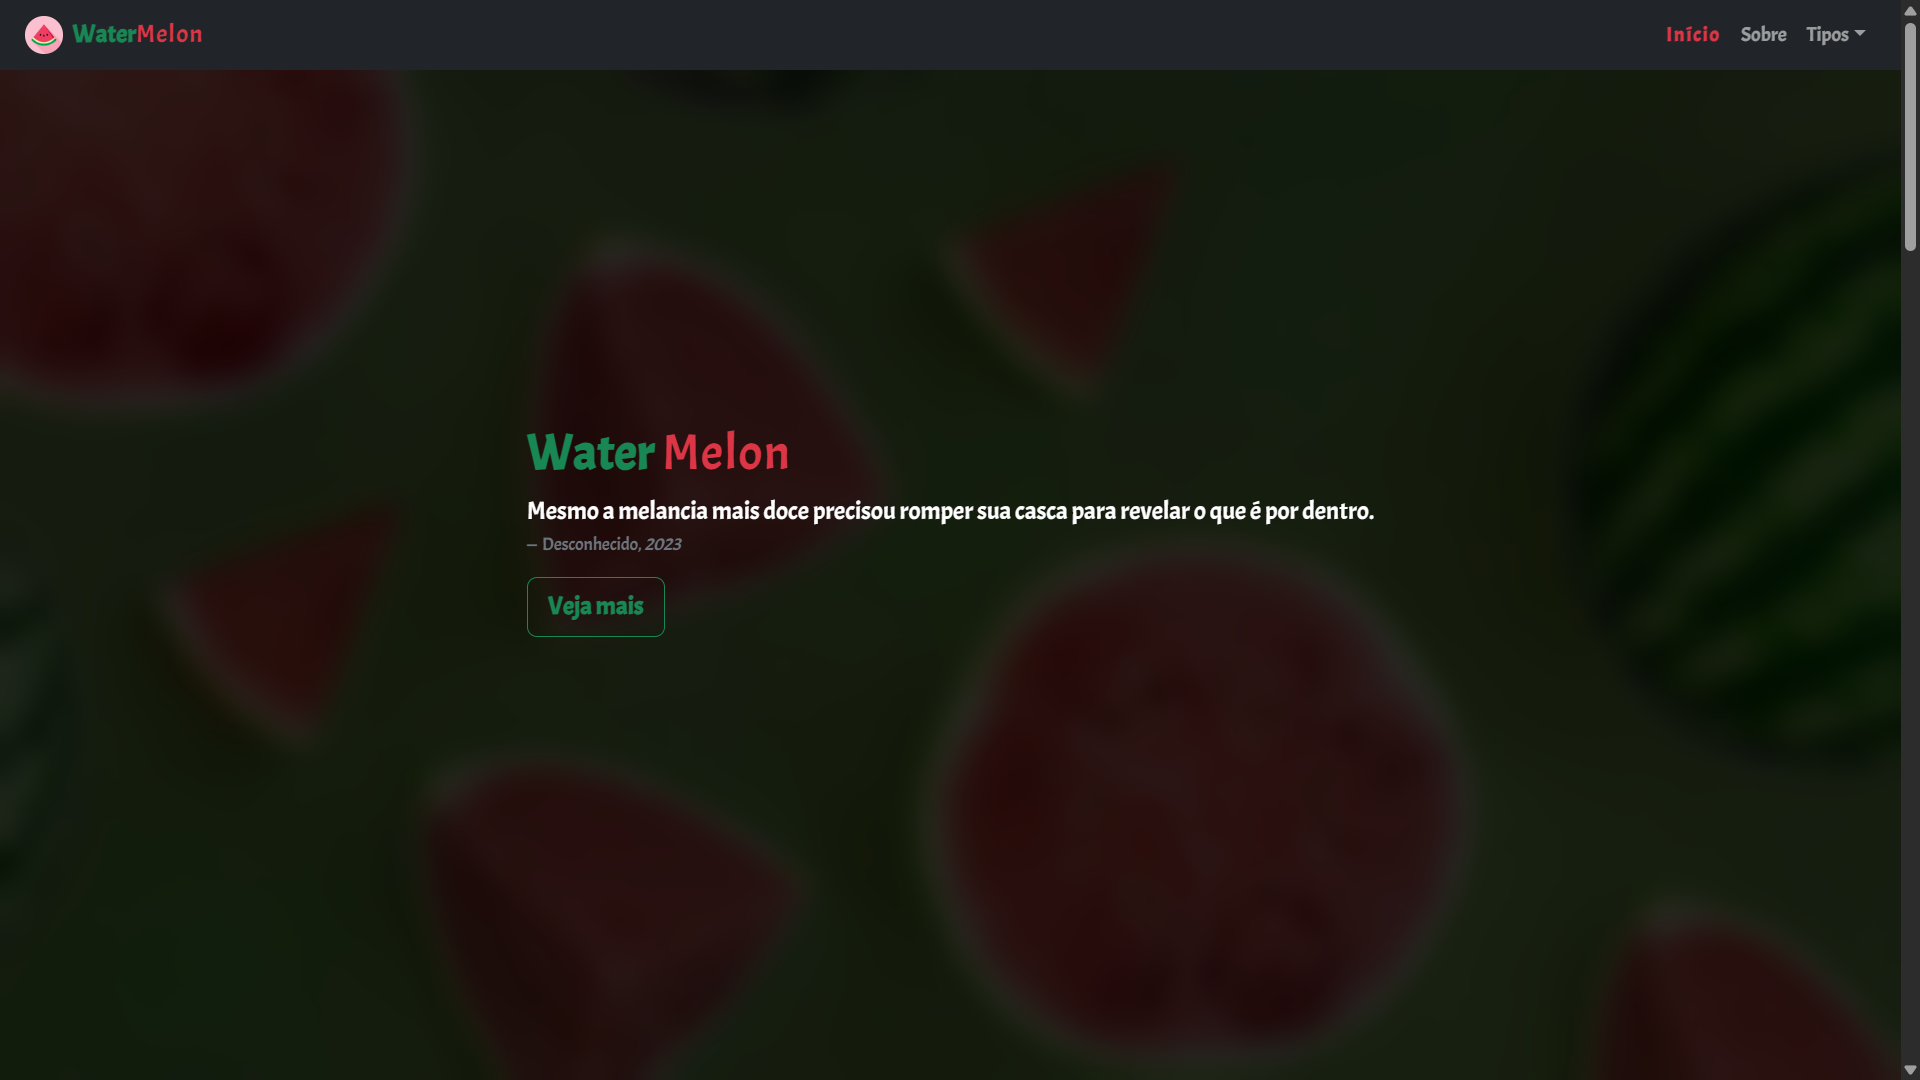 WaterMelon
Início Sobre Tipos
Water Melon
Mesmo a melancia mais doce precisou romper sua casca para revelar o que é por dentro.
— Desconhecido, 2023
Veja mais